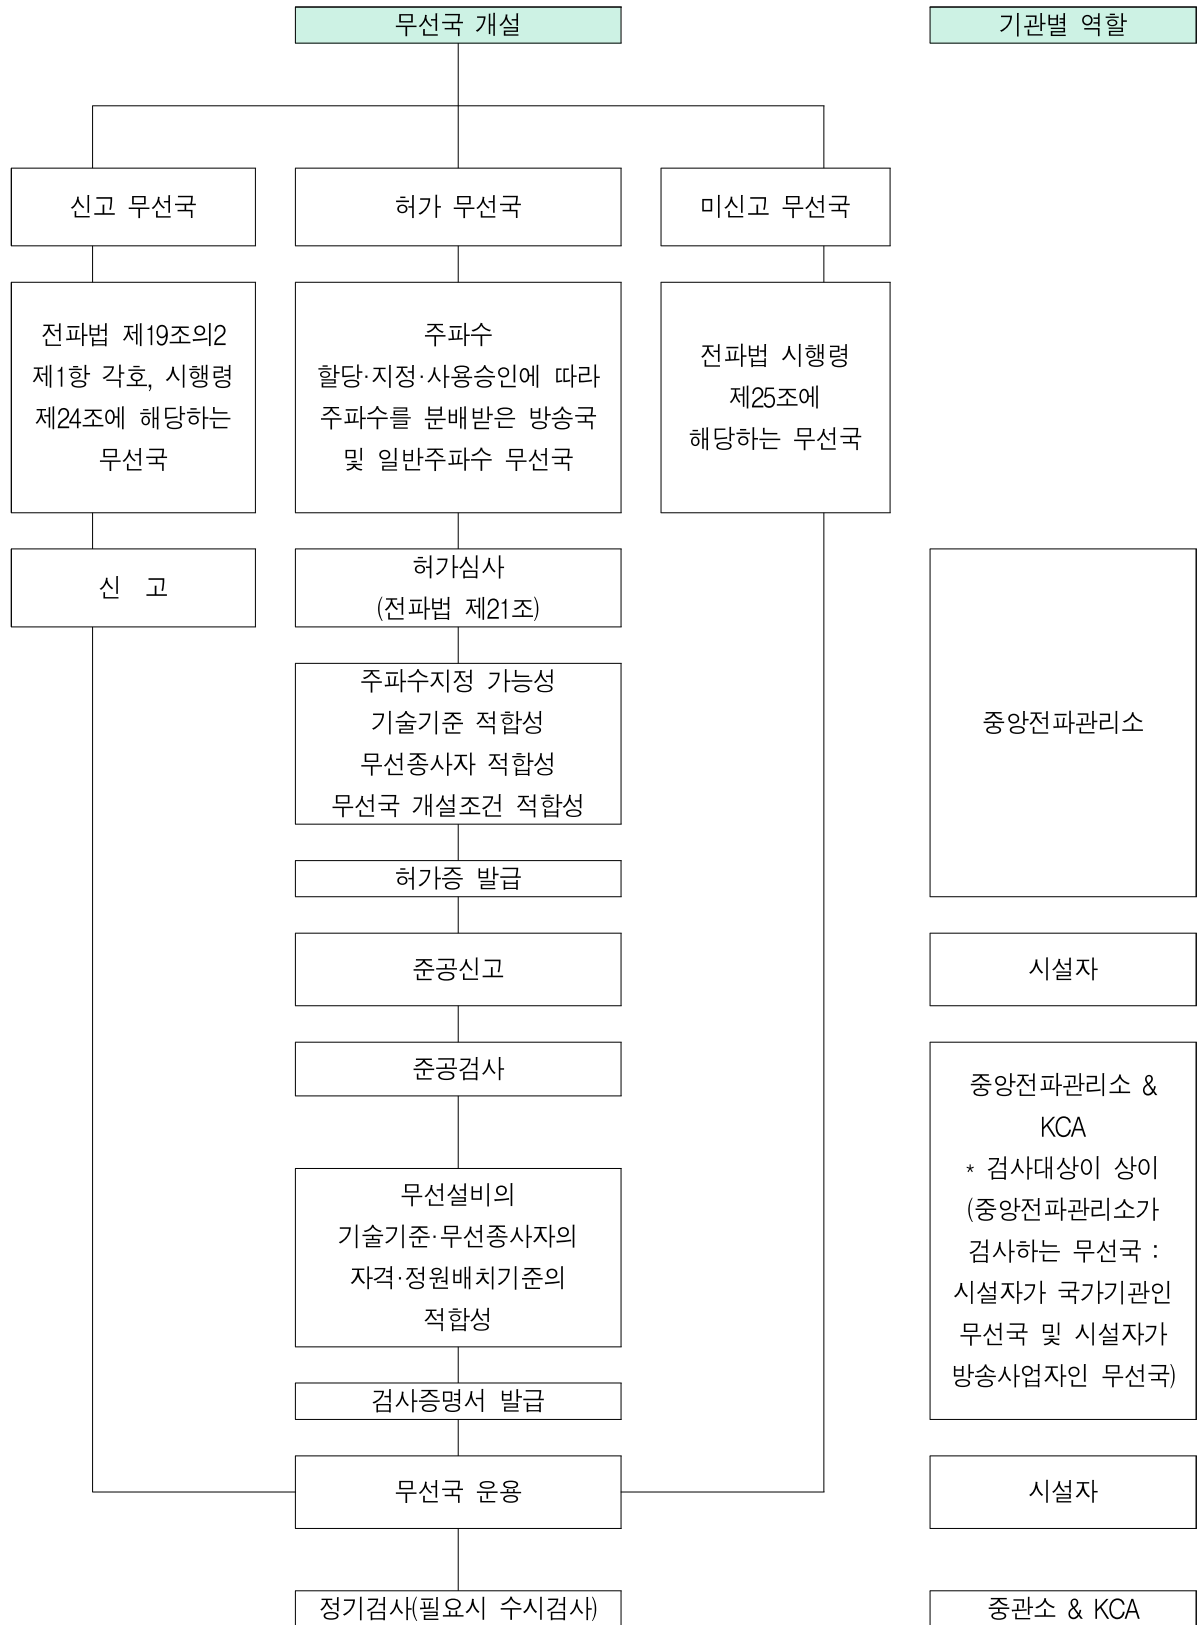 무선국 개설
기관별 역할
신고 무선국
허가 무선국
미신고 무선국
전파법 제19조의2
제1항 각호, 시행령
제24조에 해당하는
무선국
주파수
할당·지정·사용승인에 따라
주파수를 분배받은 방송국
및 일반주파수 무선국
전파법 시행령
제25조에
해당하는 무선국
신 고
허가심사
(전파법 제21조)
주파수지정 가능성
기술기준 적합성
무선종사자 적합성
무선국 개설조건 적합성
허가증 발급
중앙전파관리소
준공신고
시설자
준공검사
무선설비의
기술기준·무선종사자의
자격·정원배치기준의
적합성
검사증명서 발급
중앙전파관리소 &
KCA
* 검사대상이 상이
(중앙전파관리소가
검사하는 무선국 :
시설자가 국가기관인
무선국 및 시설자가
방송사업자인 무선국)
무선국 운용
시설자
정기검사(필요시 수시검사)
중관소 & KCA